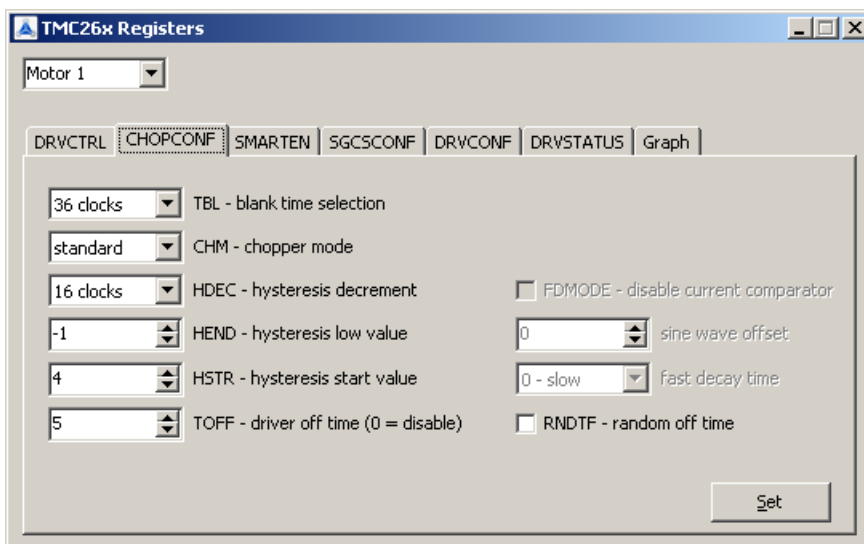 TMC26x Registers
Motor 1
DRVCTRL CHOPCONF SMARTEN SGCSCONF DRVCONF DRVSTATUS Graph
36 clocks TBL - blank time selection
standard CHM - chopper mode
16 clocks HDEC - hysteresis decrement FDMODE - disable current comparator
-1 HEND - hysteresis low value 0 sine wave offset
4 HSTR - hysteresis start value 0 - slow fast decay time
5 TOFF - driver off time (0 = disable) RNDTF - random off time
Set